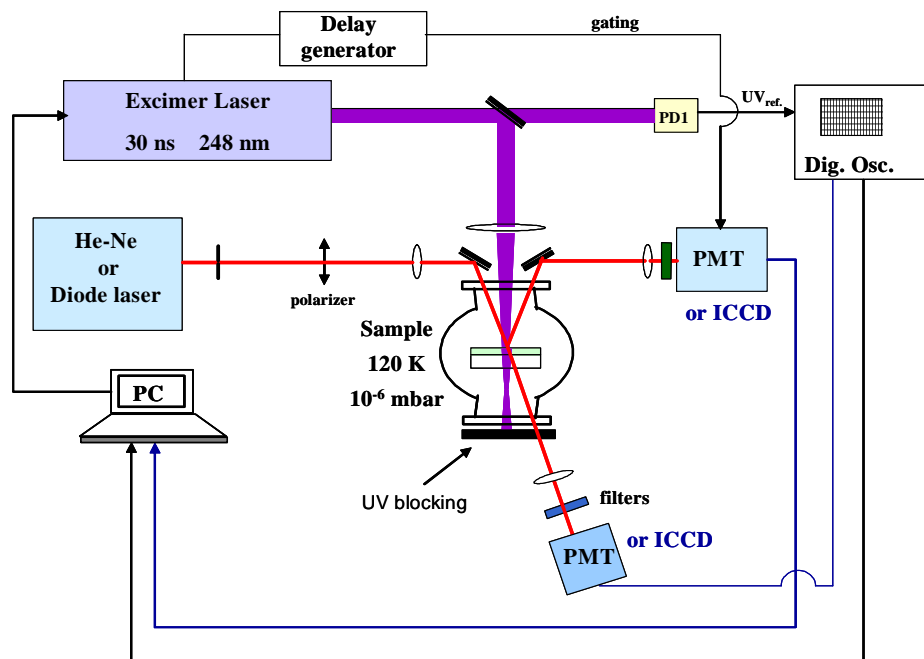 Delay
generator
gating
Excimer Laser
30 ns 248 nm
PD1
UVref.
Dig. Osc.
He-Ne
or
Diode laser
polarizer
PMT
or ICCD
Sample
120 K
10-6 mbar
PC
UV blocking
filters
or ICCD
PMT